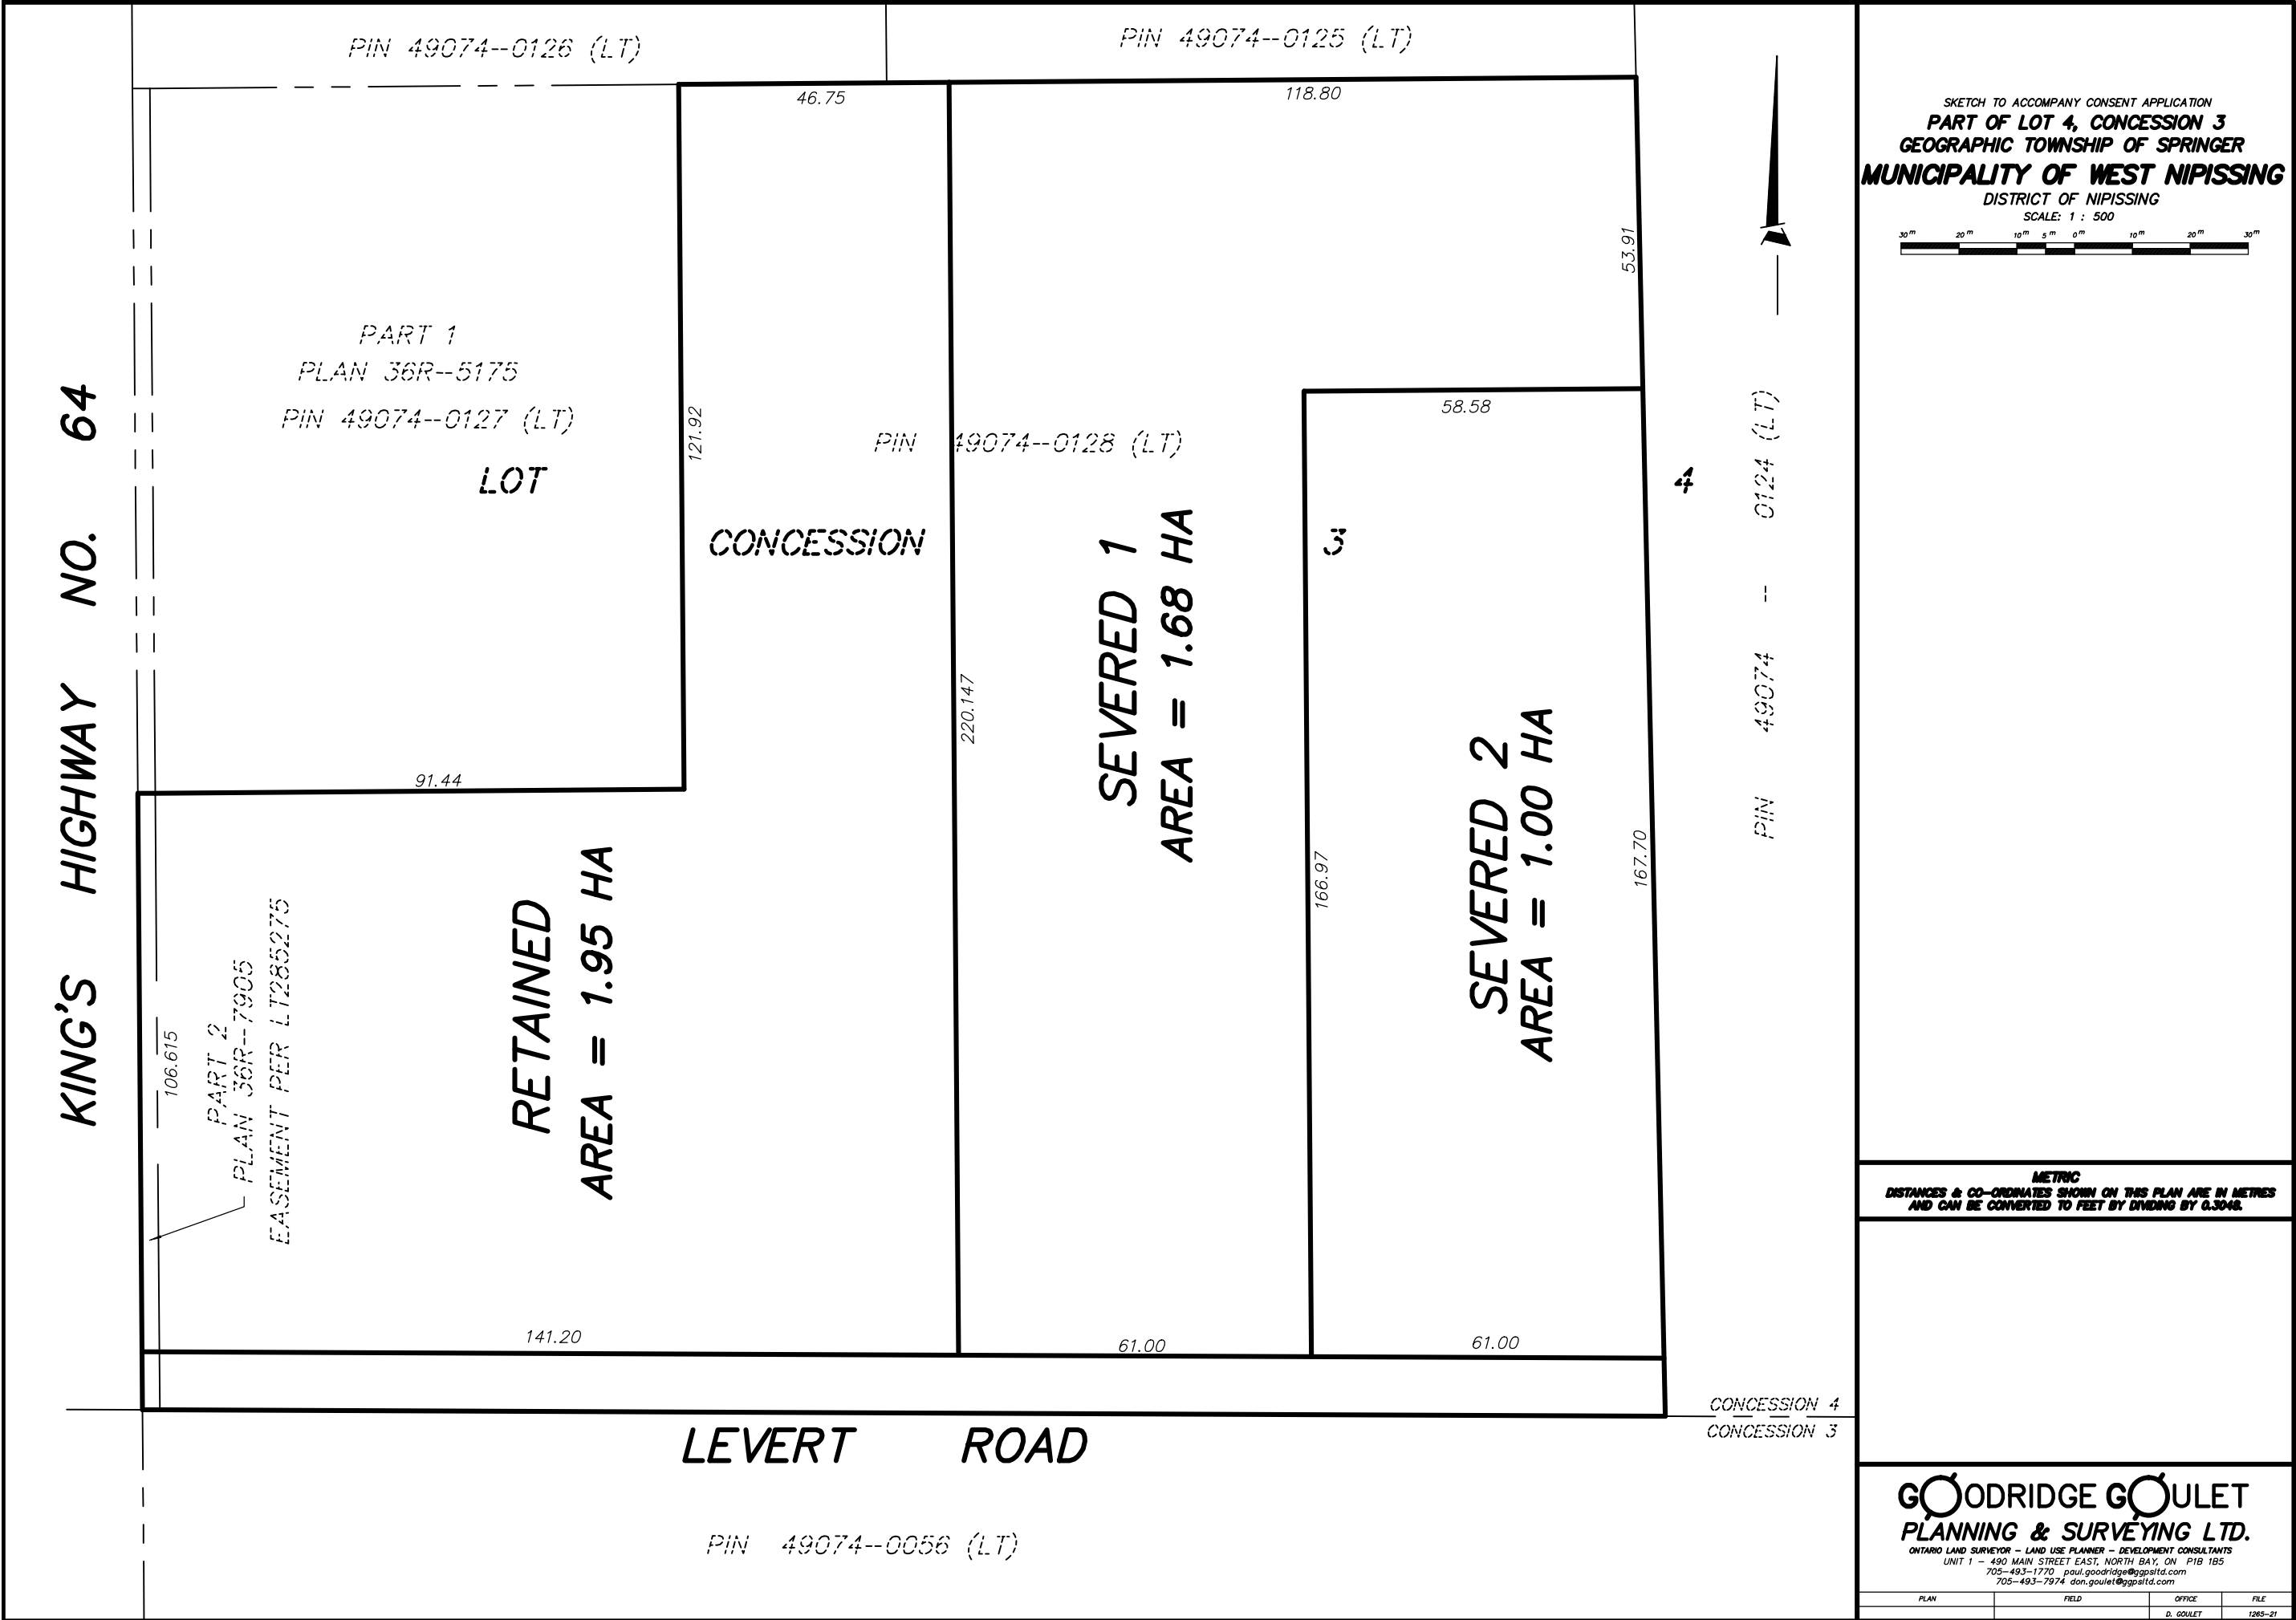 PIN 49074--0126 (LT)
PIN 49074--0125 (LT)
46.75
118.80
53.91
PART 1
PLAN 36R--5175
PIN 49074--0127 (LT)
LOT
121.92
PIN 49074--0128 (LT)
CONCESSION
58.58
3
4
PIN 49074 -- 0124 (LT)
KING'S HIGHWAY NO. 64
220.147
SEVERED 1
AREA = 1.68 HA
91.44
166.97
SEVERED 2
AREA = 1.00 HA
167.70
RETAINED
AREA = 1.95 HA
106.615
PART 2
PLAN 36R--7905
EASEMENT PER LT2852275
141.20
61.00
61.00
CONCESSION 4
CONCESSION 3
LEVERT ROAD
PIN 49074--0056 (LT)
SKETCH TO ACCOMPANY CONSENT APPLICATION
PART OF LOT 4, CONCESSION 3
GEOGRAPHIC TOWNSHIP OF SPRINGER
MUNICIPALITY OF WEST NIPISSING
DISTRICT OF NIPISSING
SCALE: 1 : 500
30m 20m 10m 5m 0m 10m 20m 30m
METRIC
DISTANCES & CO-ORDINATES SHOWN ON THIS PLAN ARE IN METRES
AND CAN BE CONVERTED TO FEET BY DIVIDING BY 0.3048.
GOODRIDGE GOULET
PLANNING & SURVEYING LTD.
ONTARIO LAND SURVEYOR - LAND USE PLANNER - DEVELOPMENT CONSULTANTS
UNIT 1 - 490 MAIN STREET EAST, NORTH BAY, ON P1B 1B5
705-493-1770 paul.goodridge@ggpsltd.com
705-493-7974 don.goulet@ggpsltd.com
PLAN FIELD OFFICE FILE
D. GOULET 1265-21